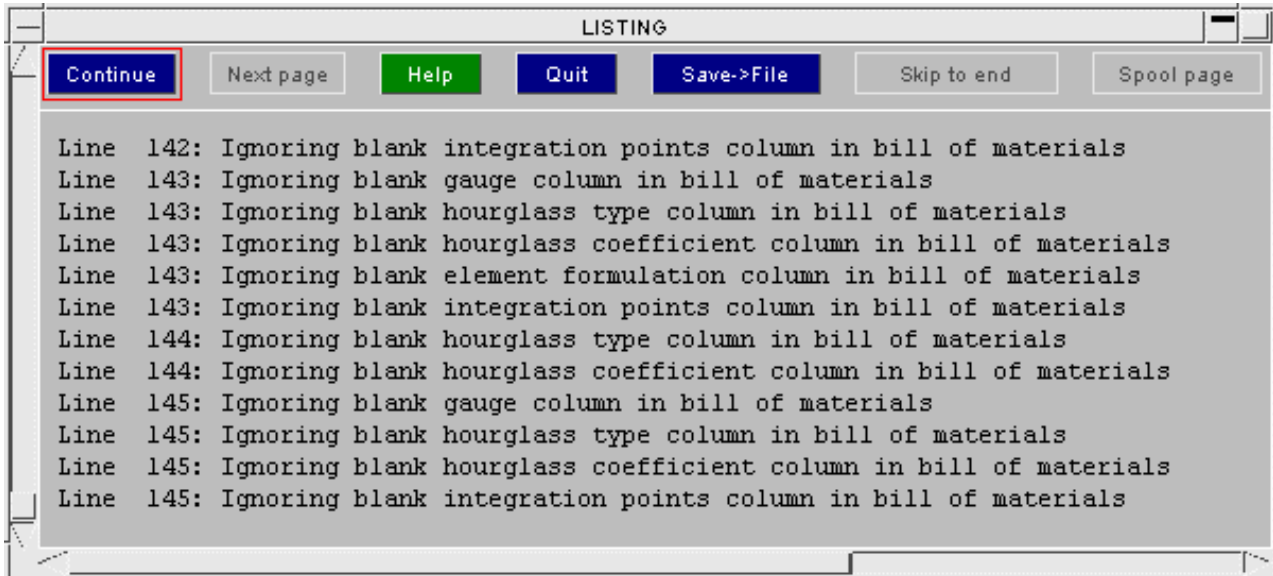 LISTING
Continue Next page Help Quit Save->File Skip to end Spool page
Line 142: Ignoring blank integration points column in bill of materials
Line 143: Ignoring blank gauge column in bill of materials
Line 143: Ignoring blank hourglass type column in bill of materials
Line 143: Ignoring blank hourglass coefficient column in bill of materials
Line 143: Ignoring blank element formulation column in bill of materials
Line 143: Ignoring blank integration points column in bill of materials
Line 144: Ignoring blank hourglass type column in bill of materials
Line 144: Ignoring blank hourglass coefficient column in bill of materials
Line 145: Ignoring blank gauge column in bill of materials
Line 145: Ignoring blank hourglass type column in bill of materials
Line 145: Ignoring blank hourglass coefficient column in bill of materials
Line 145: Ignoring blank integration points column in bill of materials